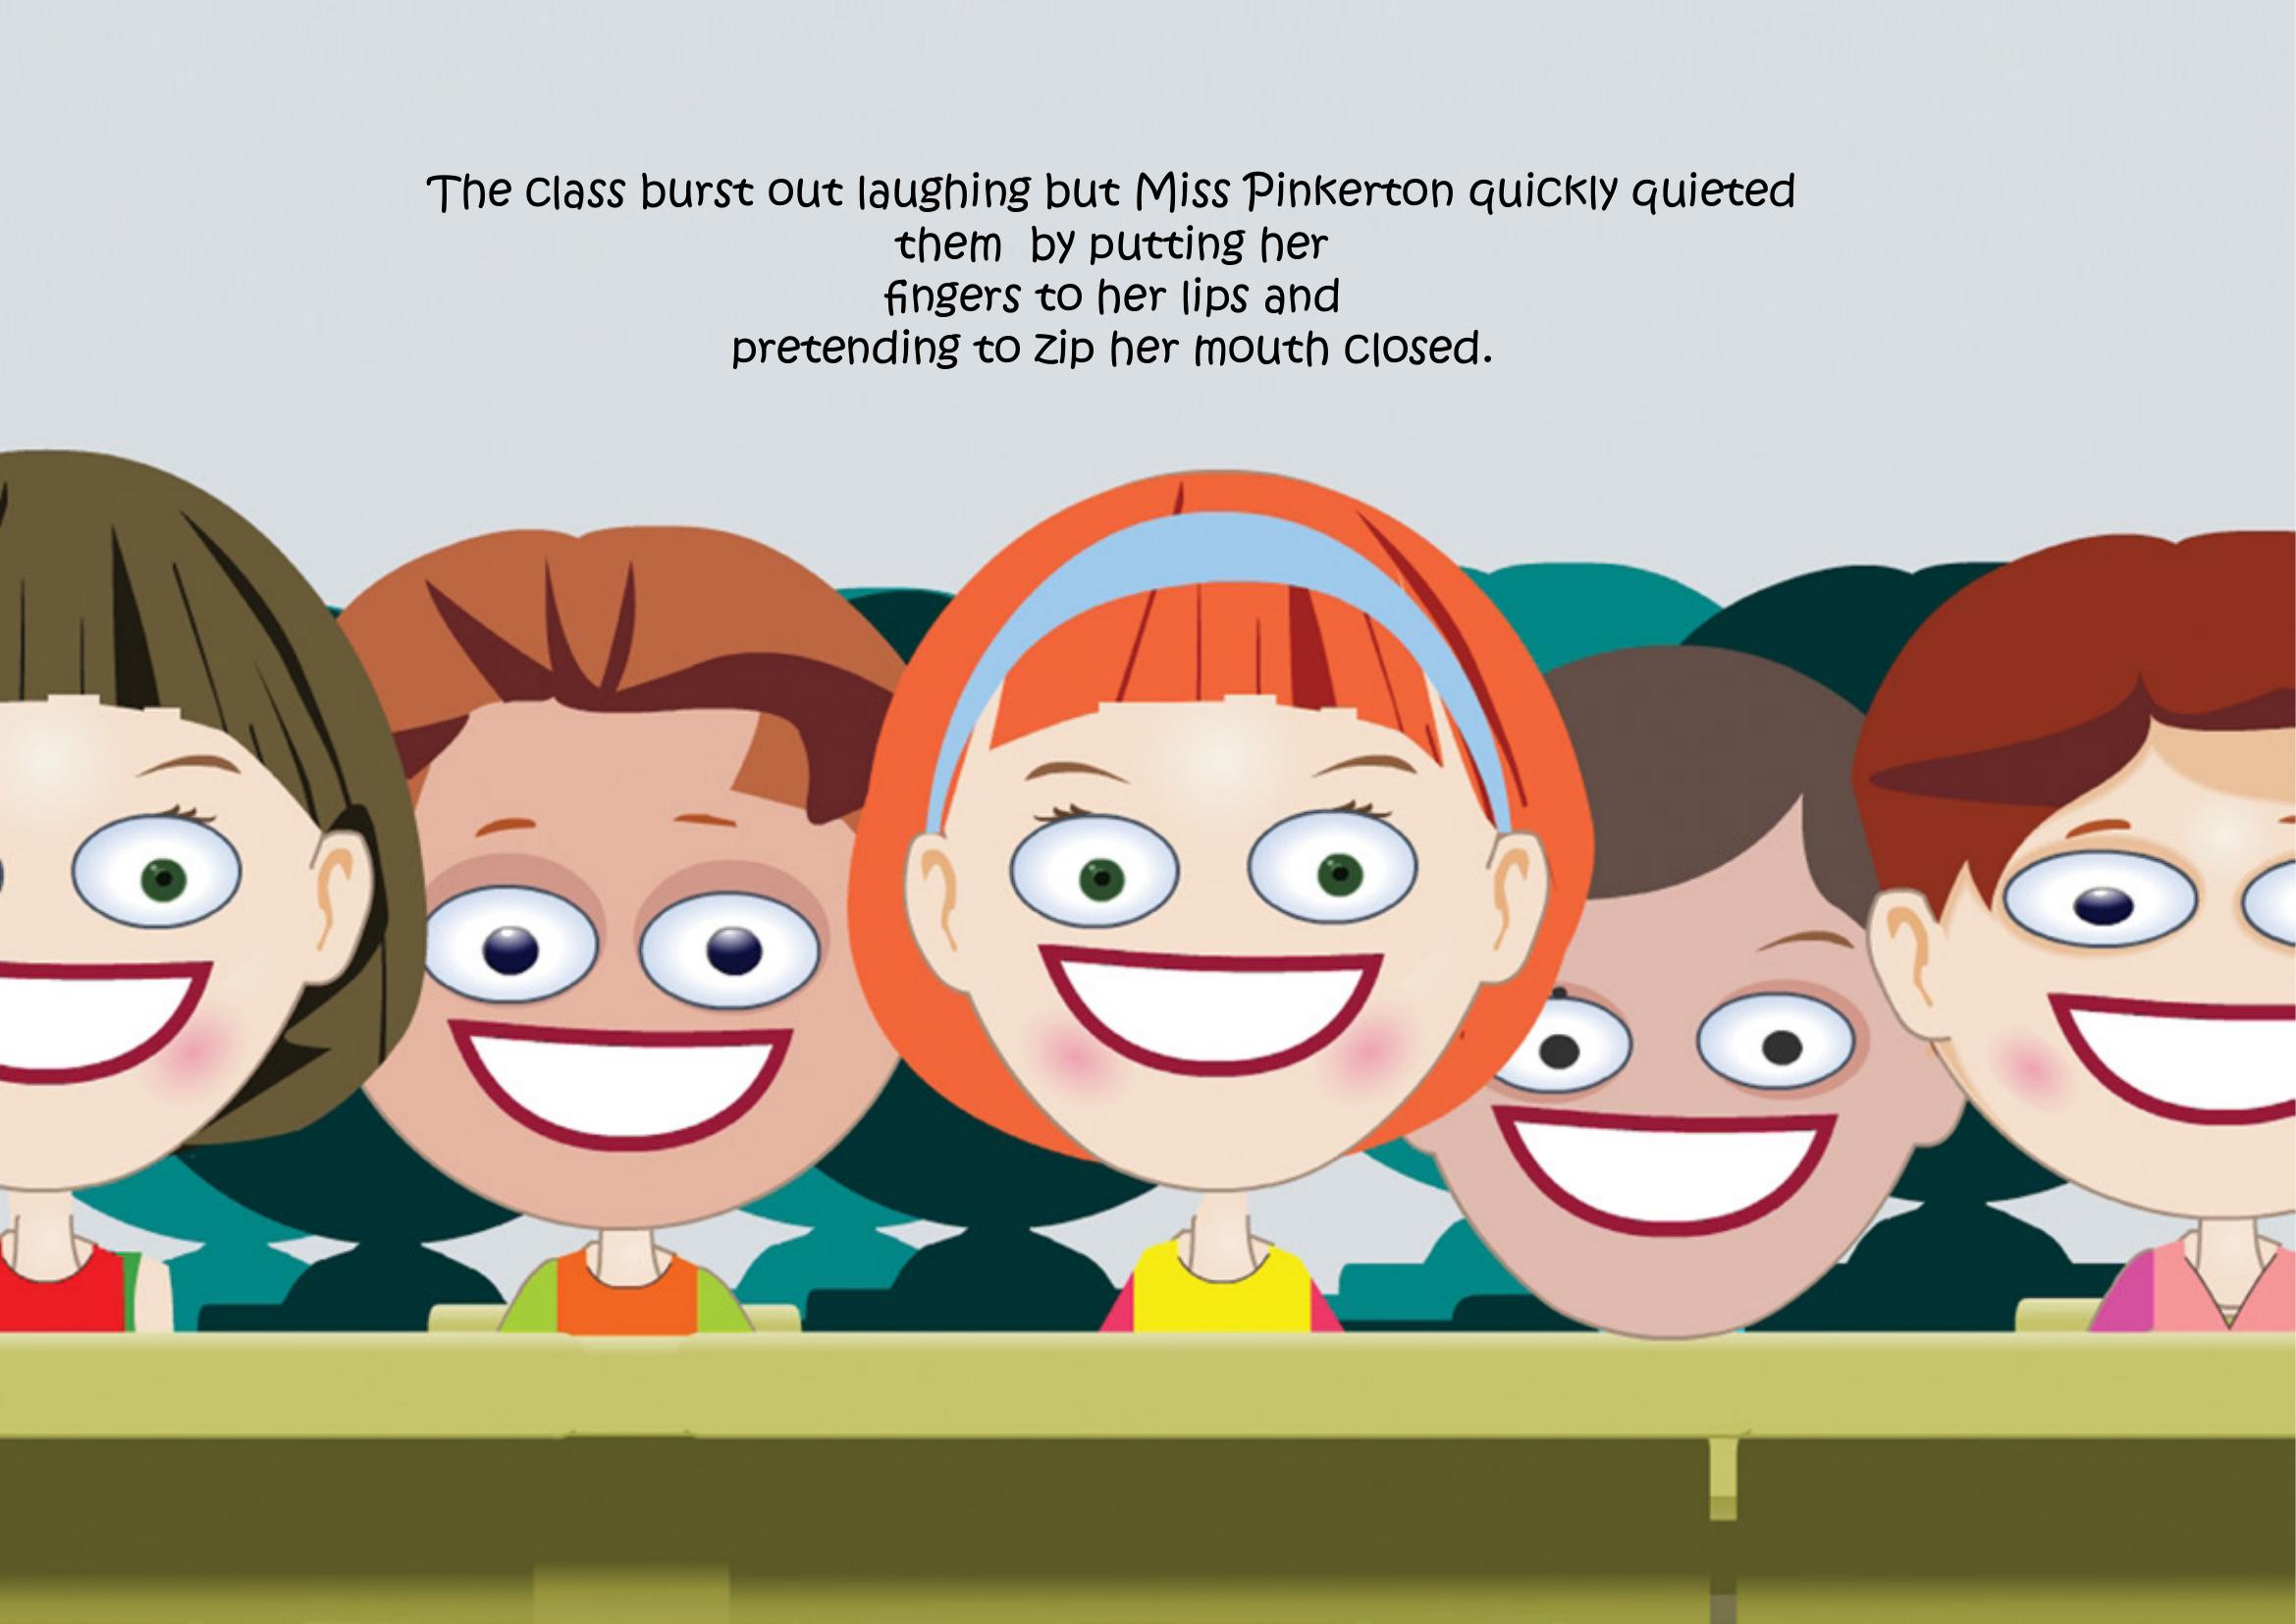 The class burst out laughing but Miss Pinkerton quickly quieted
them  by putting her
fingers to her lips and
pretending to zip her mouth closed.